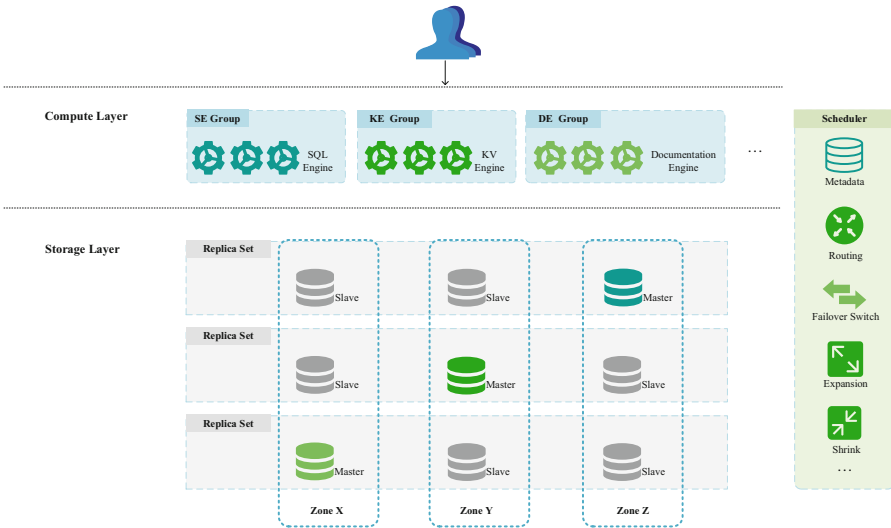 Compute Layer
SE Group
SQL
Engine
KE Group
KV
Engine
DE Group
Documentation
Engine
...
Storage Layer
Replica Set
Slave
Slave
Master
Replica Set
Slave
Master
Slave
Replica Set
Master
Slave
Slave
Zone X
Zone Y
Zone Z
Scheduler
Metadata
Routing
Failover Switch
Expansion
Shrink
...